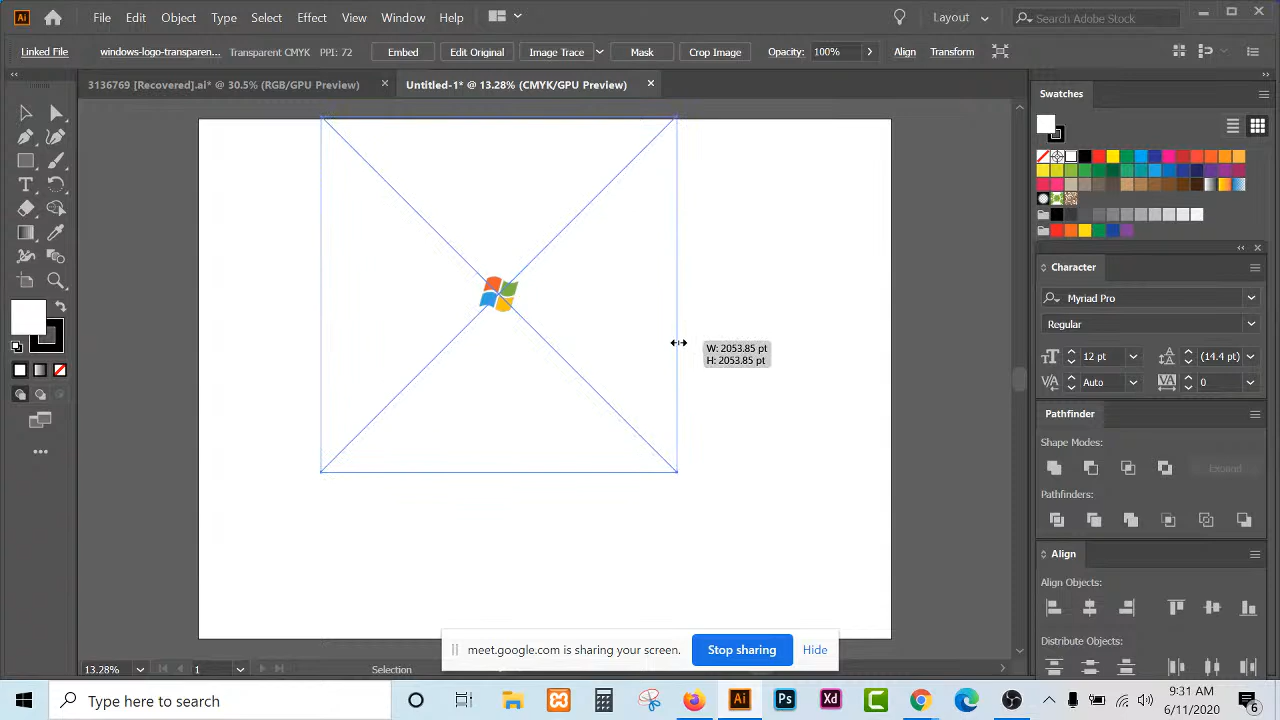 Ai File Edit Object Type Select Effect View Window Help Layout Search Adobe Stock
Linked File windows-logo-transparen... Transparent CMYK PPI: 72 Embed Edit Original Image Trace Mask Crop Image Opacity: 100% Align Transform
3136769 [Recovered].ai* @ 30.5% (RGB/GPU Preview) Untitled-1* @ 13.28% (CMYK/GPU Preview)
Swatches
Character
Myriad Pro
Regular
W: 2053.85 pt
H: 2053.85 pt
12 pt (14.4 pt)
Auto 0
Pathfinder
Shape Modes:
Expand
Pathfinders:
Align
Align Objects:
Distribute Objects:
meet.google.com is sharing your screen. Stop sharing Hide
13.28% 1 Selection
Type here to search Ai Ps Xd 9:31 AM
6/11/2020 6